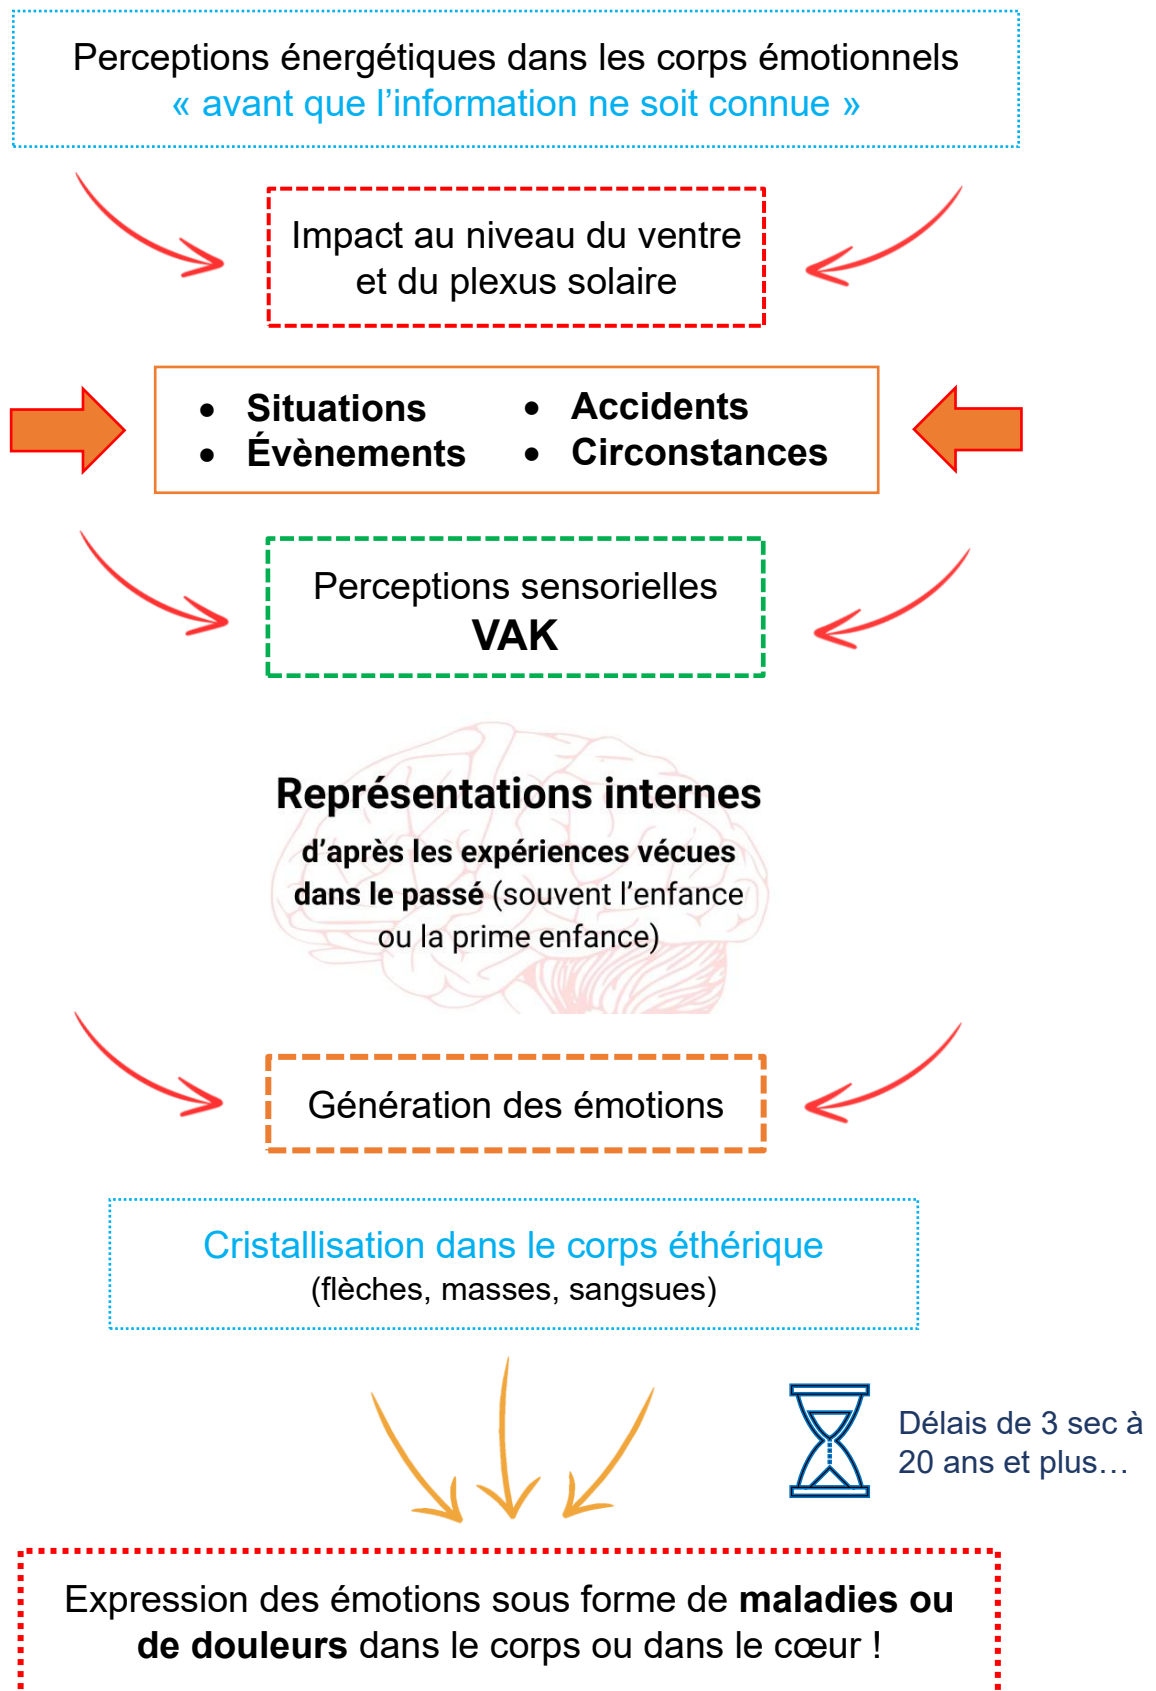 Perceptions énergétiques dans les corps émotionnels
« avant que l’information ne soit connue »
Impact au niveau du ventre
et du plexus solaire
• Situations
• Évènements
• Accidents
• Circonstances
Perceptions sensorielles
VAK
Représentations internes
d’après les expériences vécues
dans le passé (souvent l’enfance
ou la prime enfance)
Génération des émotions
Cristallisation dans le corps éthérique
(flèches, masses, sangsues)
Délais de 3 sec à
20 ans et plus…
Expression des émotions sous forme de maladies ou
de douleurs dans le corps ou dans le cœur !